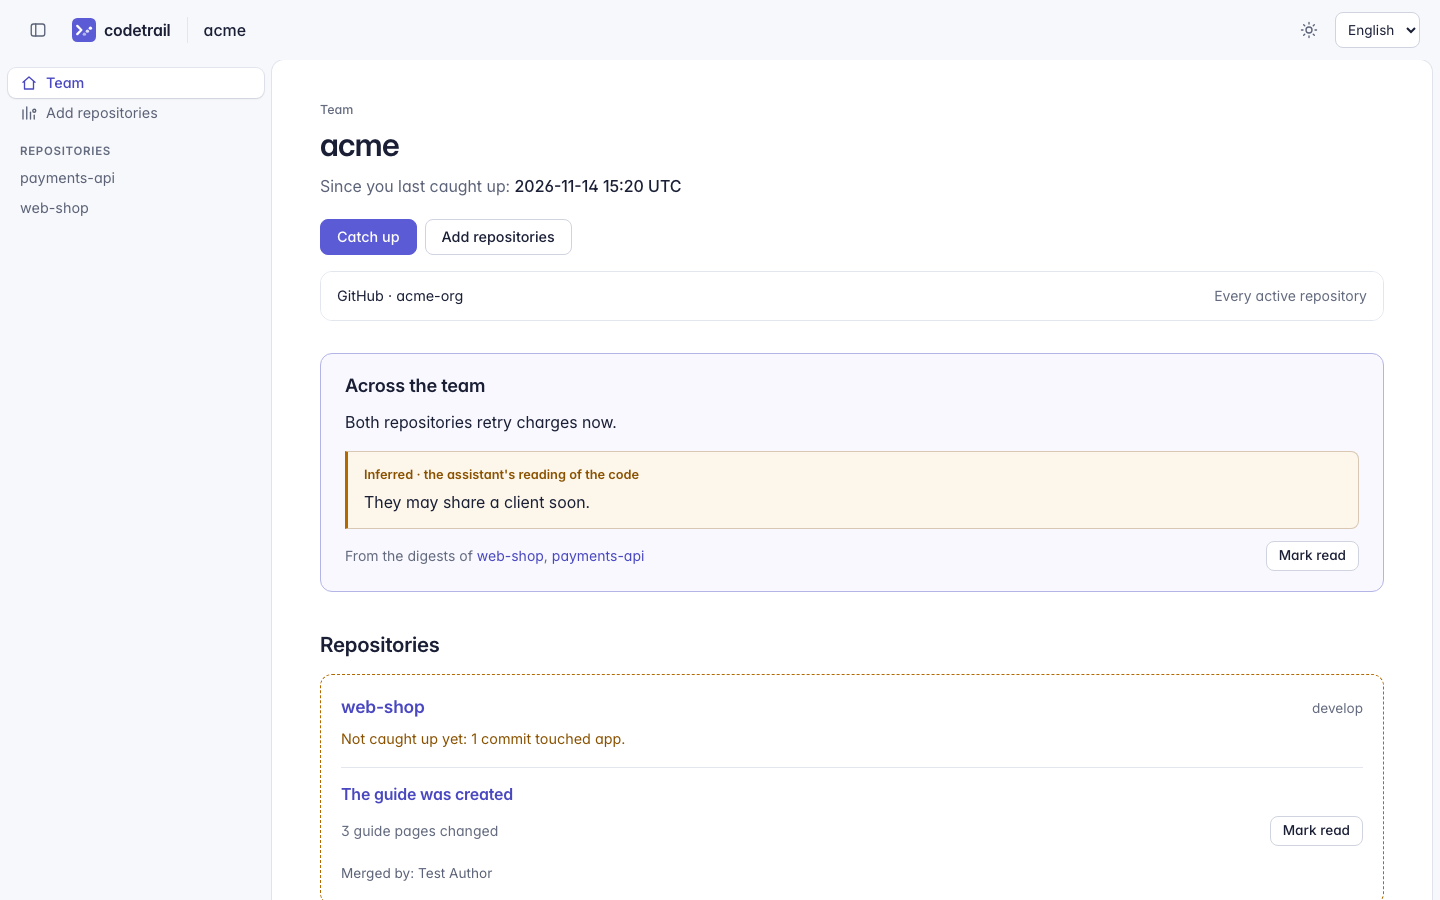 codetrail
acme
English
Team
Add repositories
REPOSITORIES
payments-api
web-shop
Team
acme
Since you last caught up: 2026-11-14 15:20 UTC
Catch up
Add repositories
GitHub · acme-org
Every active repository
Across the team
Both repositories retry charges now.
Inferred · the assistant's reading of the code
They may share a client soon.
From the digests of web-shop, payments-api
Mark read
Repositories
web-shop
develop
Not caught up yet: 1 commit touched app.
The guide was created
3 guide pages changed
Mark read
Merged by: Test Author